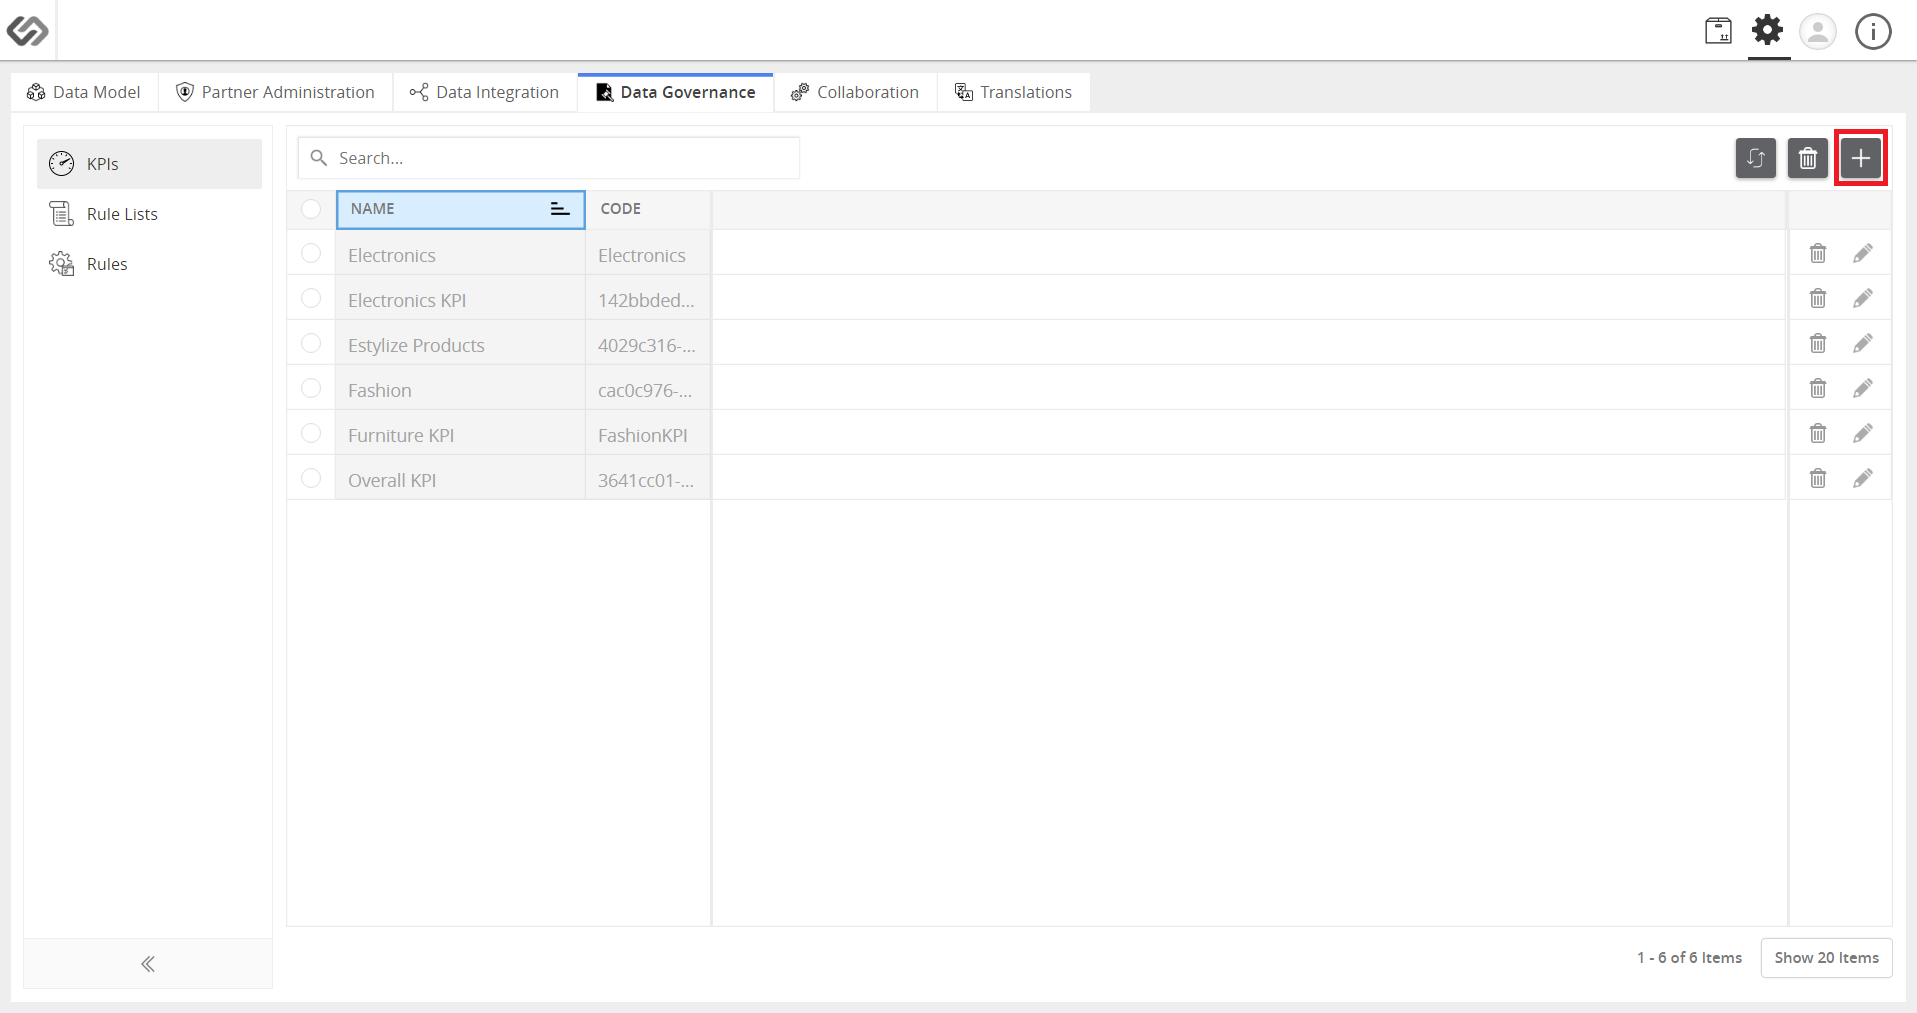 Data Model Partner Administration Data Integration Data Governance Collaboration Translations
KPIs
Rule Lists
Rules
Search...
NAME CODE
Electronics Electronics
Electronics KPI 142bbded...
Estylize Products 4029c316-...
Fashion cac0c976-...
Furniture KPI FashionKPI
Overall KPI 3641cc01-...
1 - 6 of 6 Items Show 20 Items